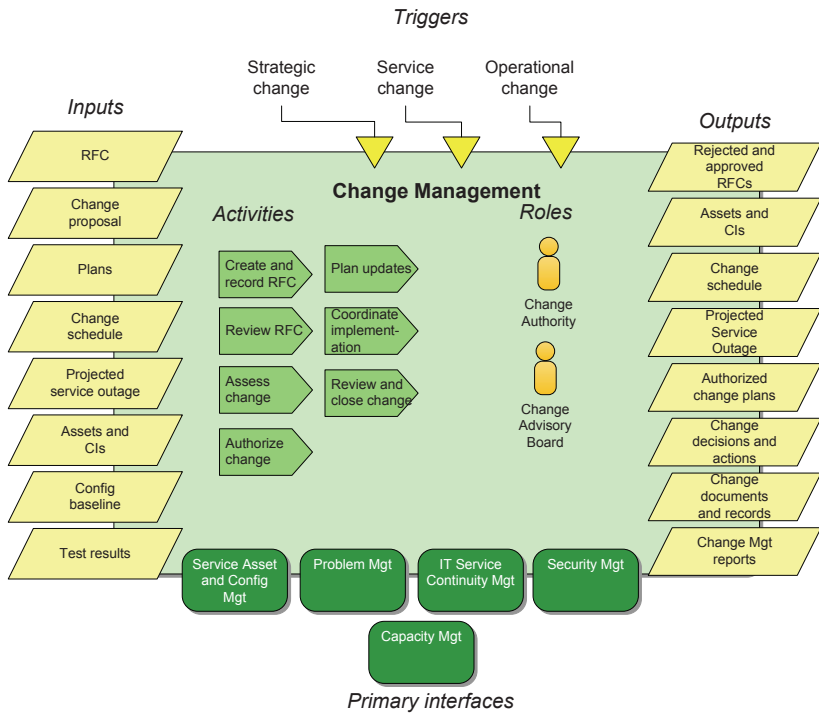 Triggers
Strategic
change
Service
change
Operational
change
Inputs
RFC
Change
proposal
Plans
Change
schedule
Projected
service outage
Assets and
CIs
Config
baseline
Test results
Change Management
Activities
Create and
record RFC
Review RFC
Assess
change
Authorize
change
Plan updates
Coordinate
implement-
ation
Review and
close change
Roles
Change
Authority
Change
Advisory
Board
Outputs
Rejected and
approved
RFCs
Assets and
CIs
Change
schedule
Projected
Service
Outage
Authorized
change plans
Change
decisions and
actions
Change
documents
and records
Change Mgt
reports
Service Asset
and Config
Mgt
Problem Mgt
IT Service
Continuity Mgt
Security Mgt
Capacity Mgt
Primary interfaces